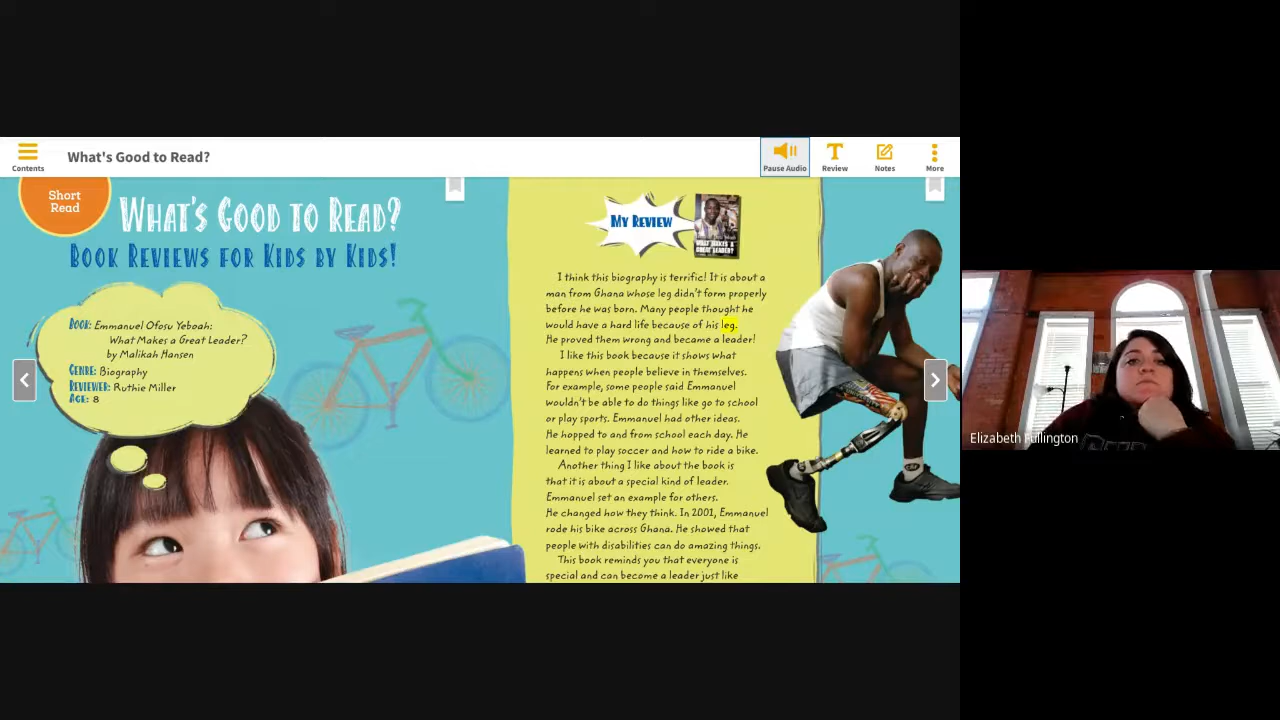 Contents
What's Good to Read?
Pause Audio
Review
Notes
More
Short
Read
WHAT'S GOOD TO READ?
BOOK REVIEWS FOR KIDS BY KIDS!
BOOK: Emmanuel Ofosu Yeboah:
What Makes a Great Leader?
by Malikah Hansen
GENRE: Biography
REVIEWER: Ruthie Miller
AGE: 8
MY REVIEW
WHAT MAKES A
GREAT LEADER?
I think this biography is terrific! It is about a
man from Ghana whose leg didn't form properly
before he was born. Many people thought he
would have a hard life because of his leg.
He proved them wrong and became a leader!
I like this book because it shows what
happens when people believe in themselves.
For example, some people said Emmanuel
wouldn't be able to do things like go to school
or play sports. Emmanuel had other ideas.
He hopped to and from school each day. He
learned to play soccer and how to ride a bike.
Another thing I like about the book is
that it is about a special kind of leader.
Emmanuel set an example for others.
He changed how they think. In 2001, Emmanuel
rode his bike across Ghana. He showed that
people with disabilities can do amazing things.
This book reminds you that everyone is
special and can become a leader just like
Elizabeth Fullington